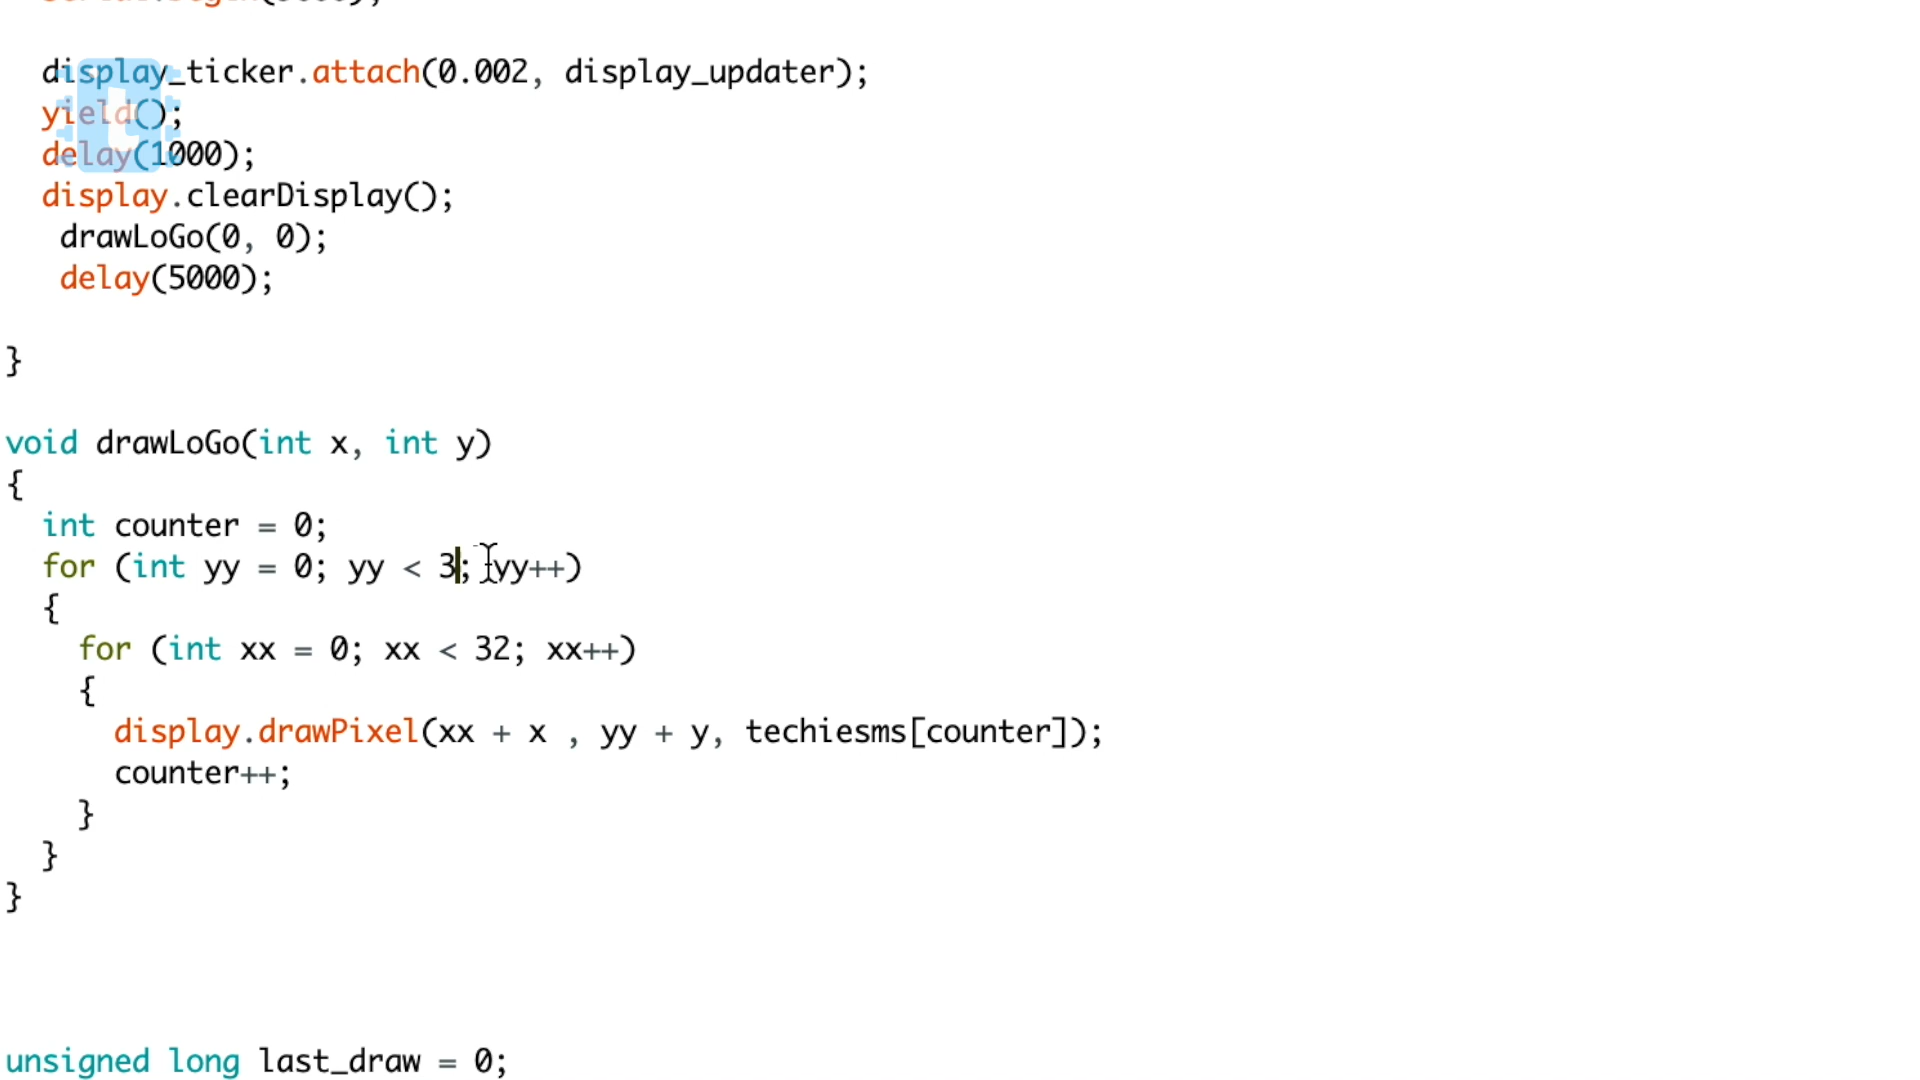 display_ticker.attach(0.002, display_updater);
yield();
delay(1000);
display.clearDisplay();
drawLoGo(0, 0);
delay(5000);
}
void drawLoGo(int x, int y)
{
int counter = 0;
for (int yy = 0; yy < 3; yy++)
{
for (int xx = 0; xx < 32; xx++)
{
display.drawPixel(xx + x , yy + y, techiesms[counter]);
counter++;
}
}
}
unsigned long last_draw = 0;